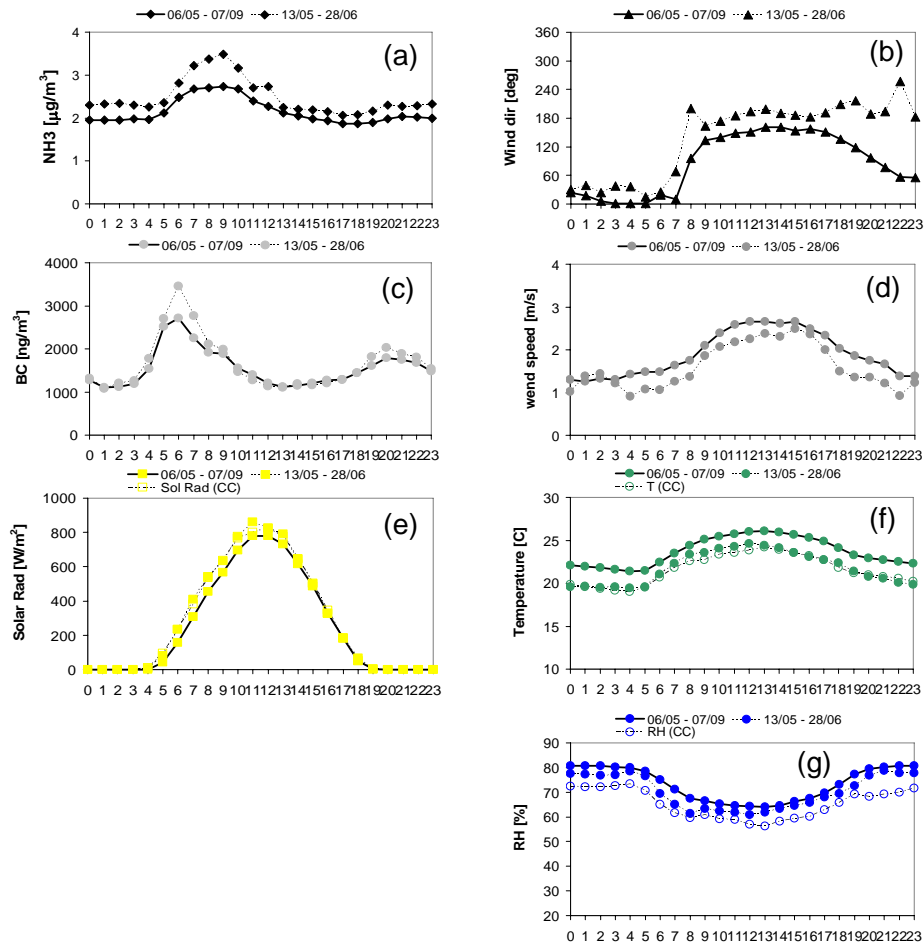 06/05 - 07/09 13/05 - 28/06
(a)
NH3 [µg/m³]
4
3
2
1
0
0 1 2 3 4 5 6 7 8 9 10 11 12 13 14 15 16 17 18 19 20 21 22 23
06/05 - 07/09 13/05 - 28/06
(b)
Wind dir [deg]
360
300
240
180
120
60
0
0 1 2 3 4 5 6 7 8 9 10 11 12 13 14 15 16 17 18 19 20 21 22 23
06/05 - 07/09 13/05 - 28/06
(c)
BC [ng/m³]
4000
3000
2000
1000
0
0 1 2 3 4 5 6 7 8 9 10 11 12 13 14 15 16 17 18 19 20 21 22 23
06/05 - 07/09 13/05 - 28/06
(d)
wend speed [m/s]
4
3
2
1
0
0 1 2 3 4 5 6 7 8 9 10 11 12 13 14 15 16 17 18 19 20 21 22 23
06/05 - 07/09 13/05 - 28/06
Sol Rad (CC)
(e)
Solar Rad [W/m²]
1000
800
600
400
200
0
0 1 2 3 4 5 6 7 8 9 10 11 12 13 14 15 16 17 18 19 20 21 22 23
06/05 - 07/09 13/05 - 28/06
T (CC)
(f)
Temperature [C]
30
25
20
15
10
0 1 2 3 4 5 6 7 8 9 10 11 12 13 14 15 16 17 18 19 20 21 22 23
06/05 - 07/09 13/05 - 28/06
RH (CC)
(g)
RH [%]
90
80
70
60
50
40
30
20
0 1 2 3 4 5 6 7 8 9 10 11 12 13 14 15 16 17 18 19 20 21 22 23